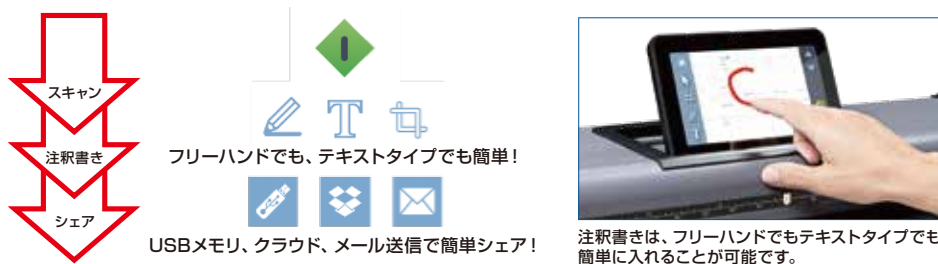 スキャン
注釈書き
シェア
フリーハンドでも、テキストタイプでも簡単！
USBメモリ、クラウド、メール送信で簡単シェア！
注釈書きは、フリーハンドでもテキストタイプでも
簡単に入れることが可能です。